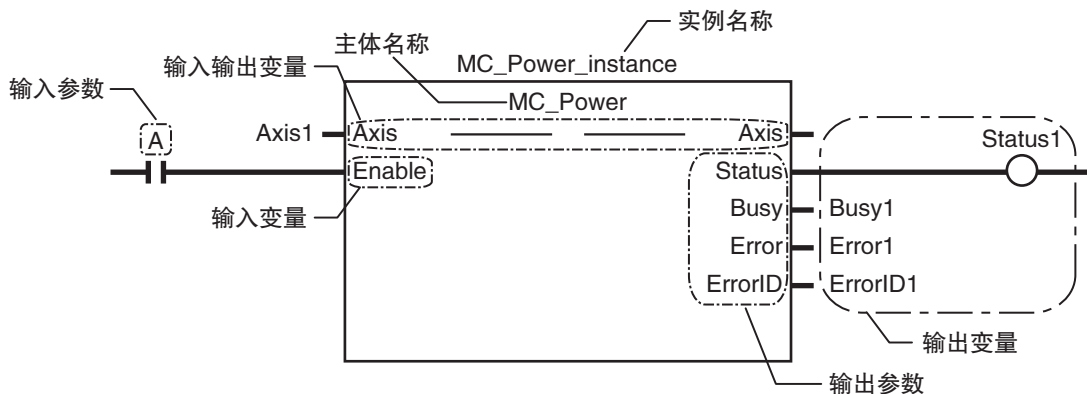 实例名称
主体名称
输入输出变量
MC_Power_instance
输入参数
MC_Power
Axis1
Axis
Axis
A
Status1
Enable
Status
输入变量
Busy
Busy1
Error
Error1
ErrorID
ErrorID1
输出变量
输出参数